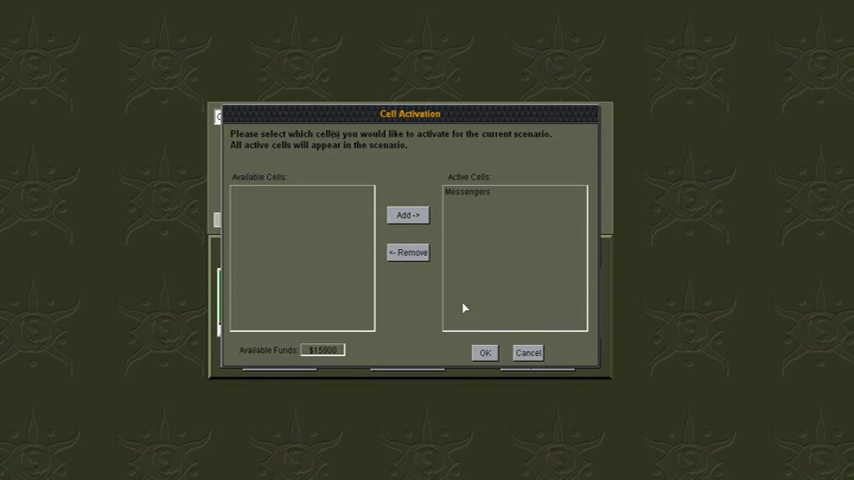 Cell Activation
Please select which cell(s) you would like to activate for the current scenario.
All active cells will appear in the scenario.
Available Cells:
Active Cells:
Messengers
Add ->
<- Remove
Available Funds: $15900
OK
Cancel